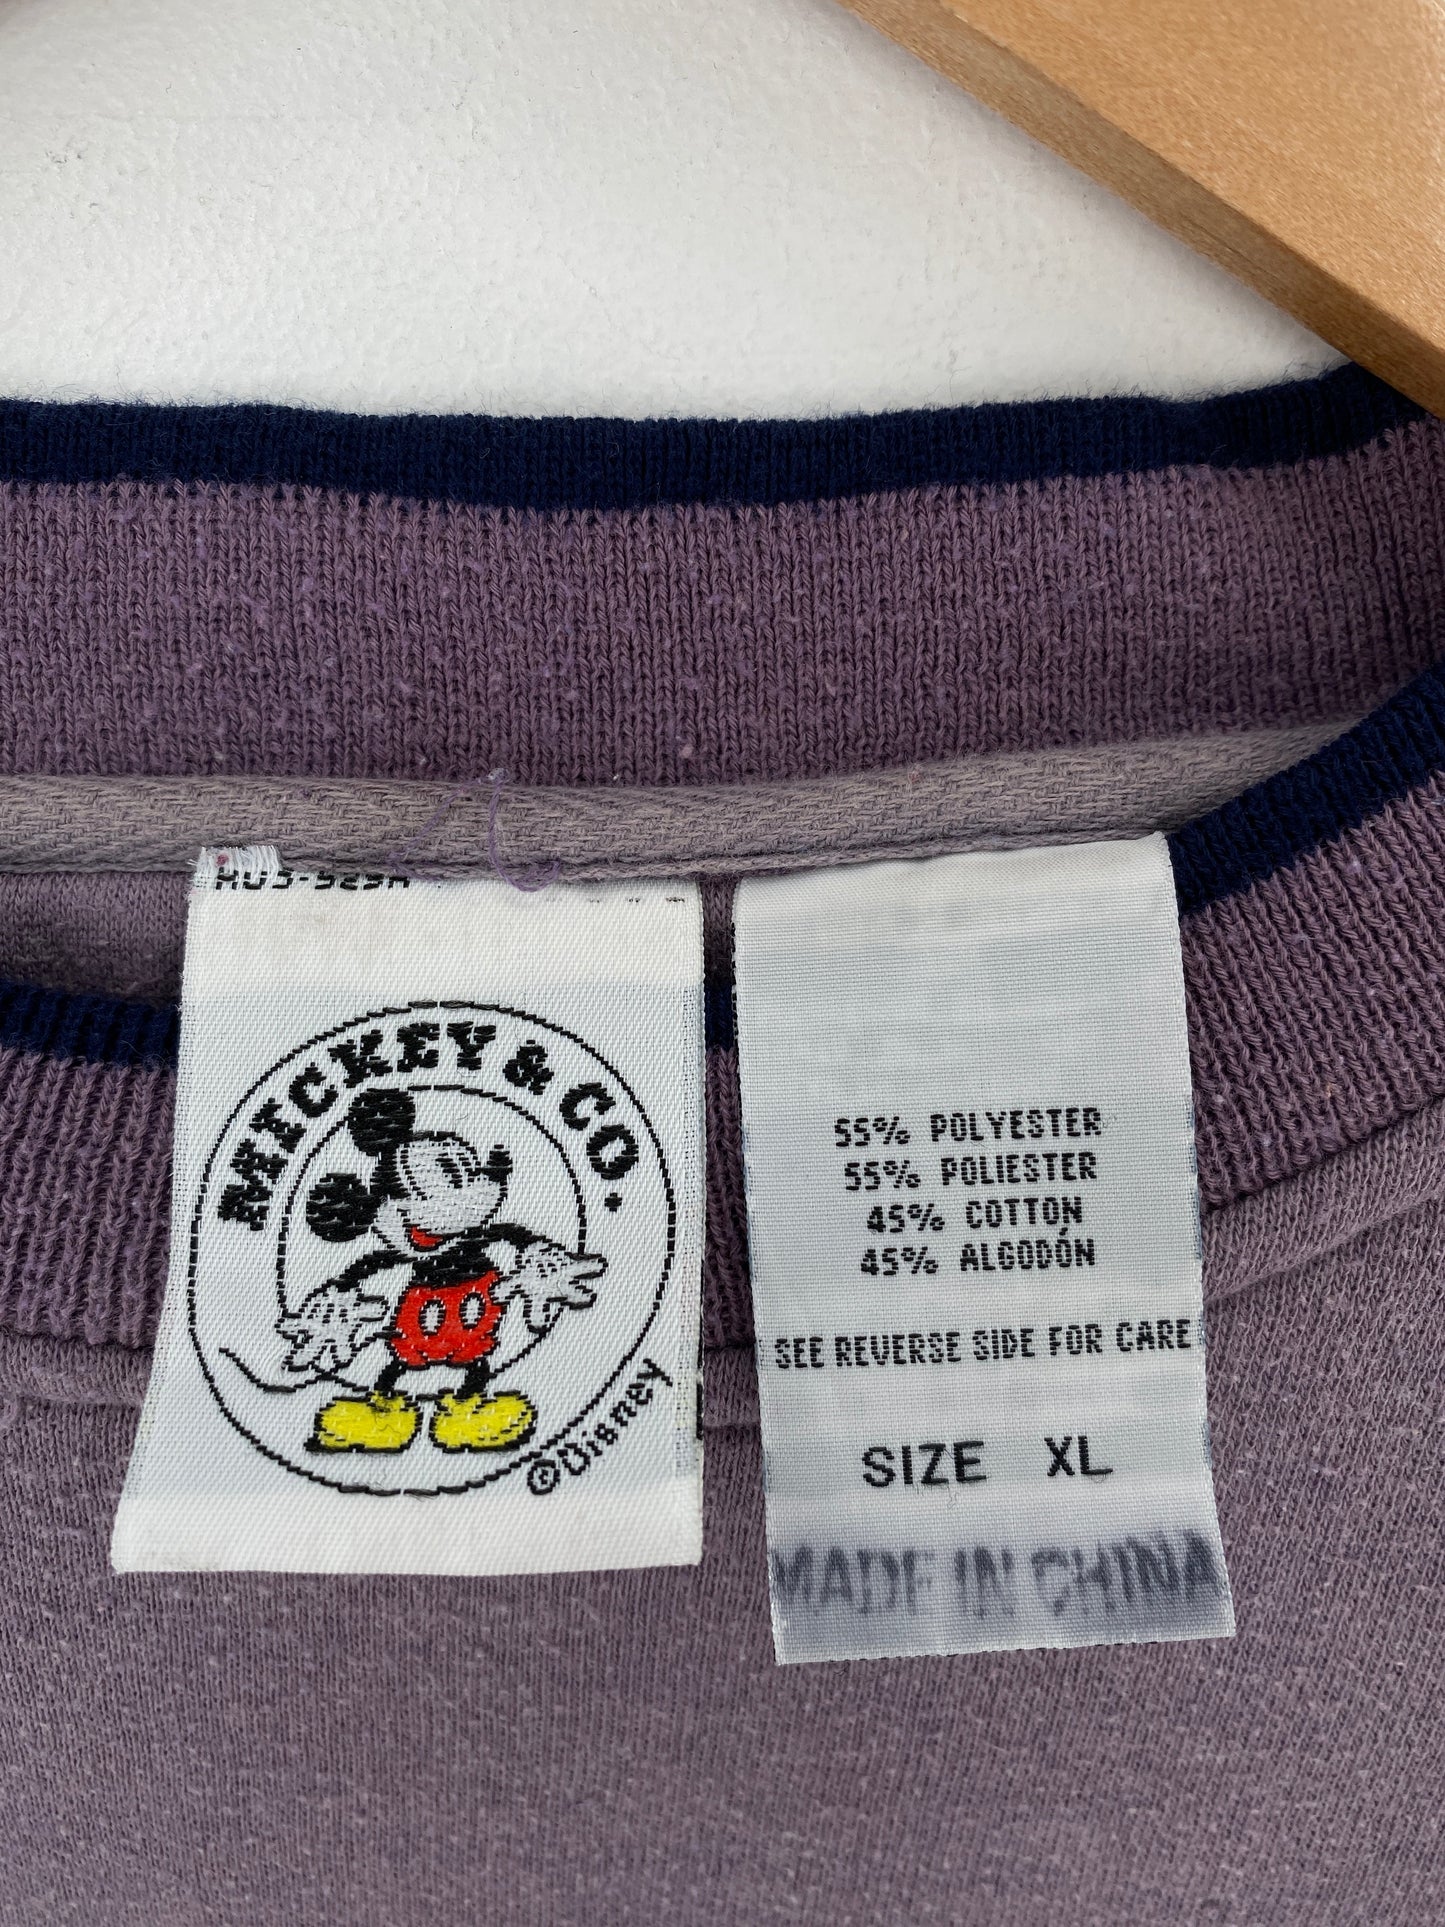 MICKEY & CO.
©Disney
55% POLYESTER
55% POLIESTER
45% COTTON
45% ALGODÓN
SEE REVERSE SIDE FOR CARE
SIZE XL
MADE IN CHINA